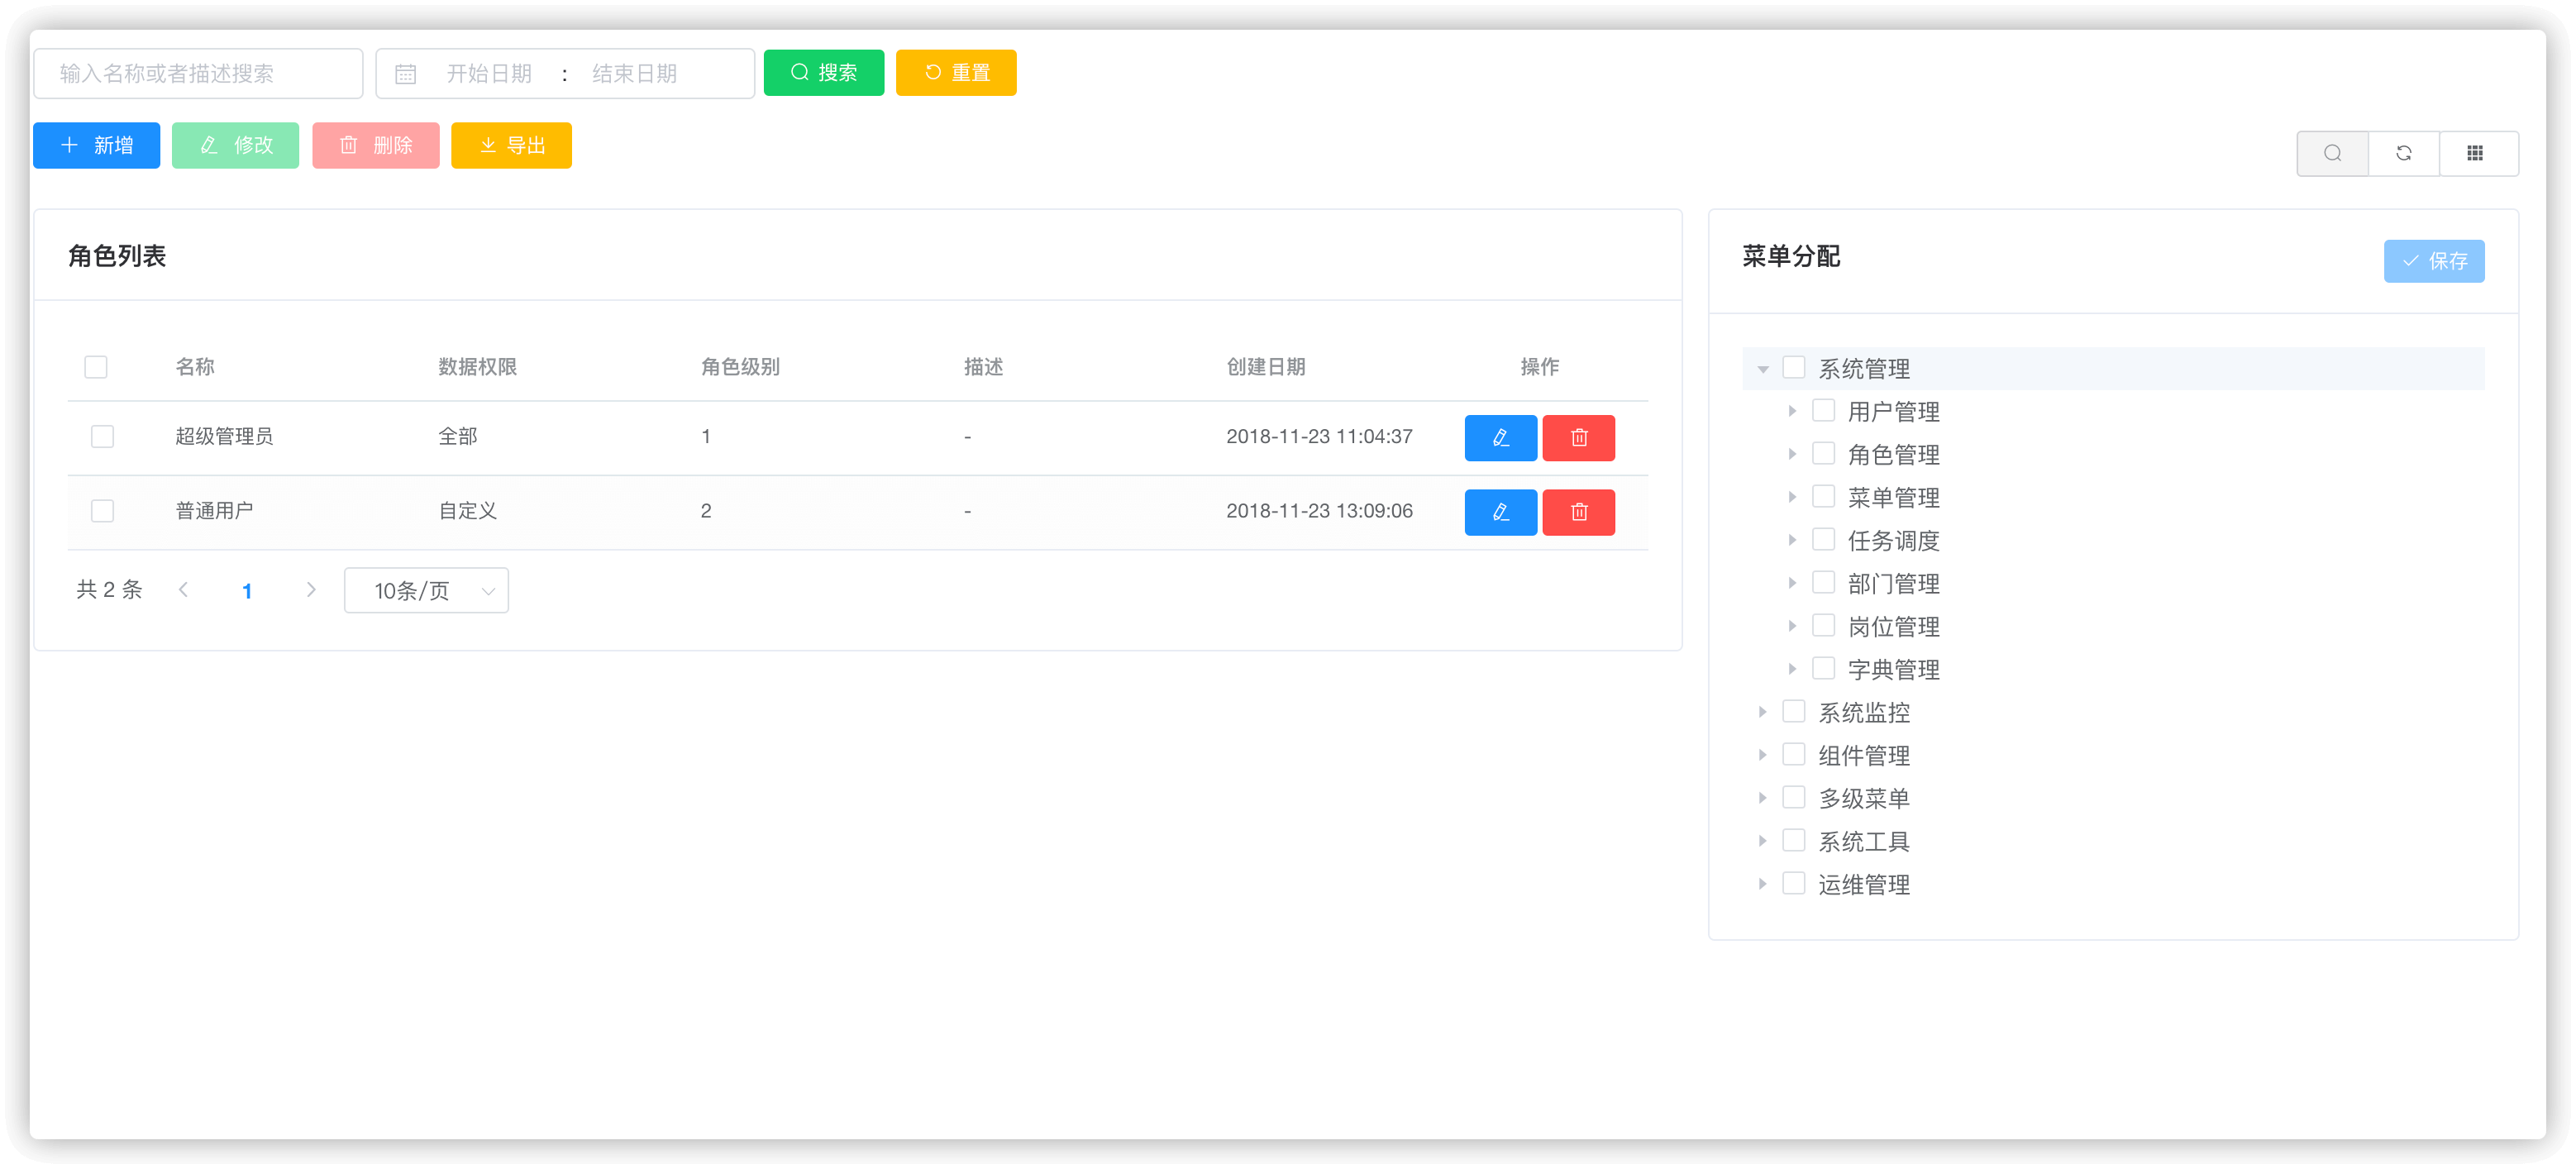 输入名称或者描述搜索 开始日期 : 结束日期 搜索 重置
新增 修改 删除 导出
角色列表
名称 数据权限 角色级别 描述 创建日期 操作
超级管理员 全部 1 - 2018-11-23 11:04:37
普通用户 自定义 2 - 2018-11-23 13:09:06
共 2 条 1 10条/页
菜单分配 保存
系统管理
用户管理
角色管理
菜单管理
任务调度
部门管理
岗位管理
字典管理
系统监控
组件管理
多级菜单
系统工具
运维管理